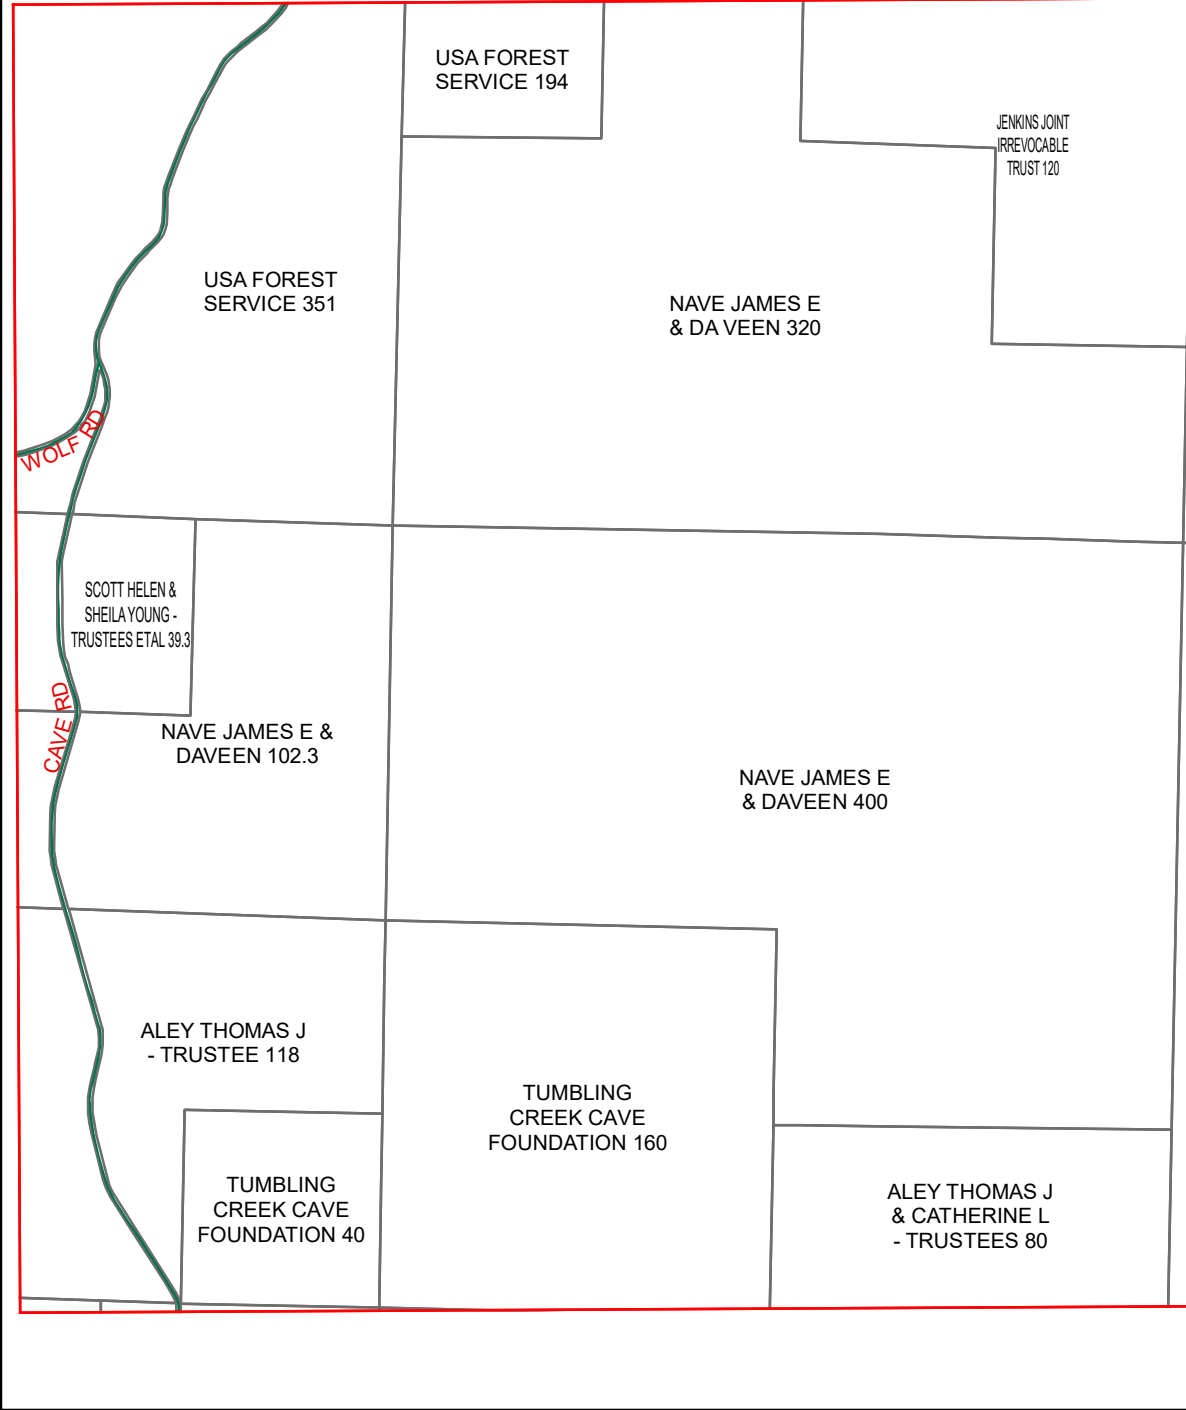 USA FOREST
SERVICE 194
JENKINS JOINT
IRREVOCABLE
TRUST 120
USA FOREST
SERVICE 351
NAVE JAMES E
& DA VEEN 320
WOLF RD
SCOTT HELEN &
SHEILA YOUNG -
TRUSTEES ETAL 39.3
CAVE RD
NAVE JAMES E &
DAVEEN 102.3
NAVE JAMES E
& DAVEEN 400
ALEY THOMAS J
- TRUSTEE 118
TUMBLING
CREEK CAVE
FOUNDATION 160
TUMBLING
CREEK CAVE
FOUNDATION 40
ALEY THOMAS J
& CATHERINE L
- TRUSTEES 80